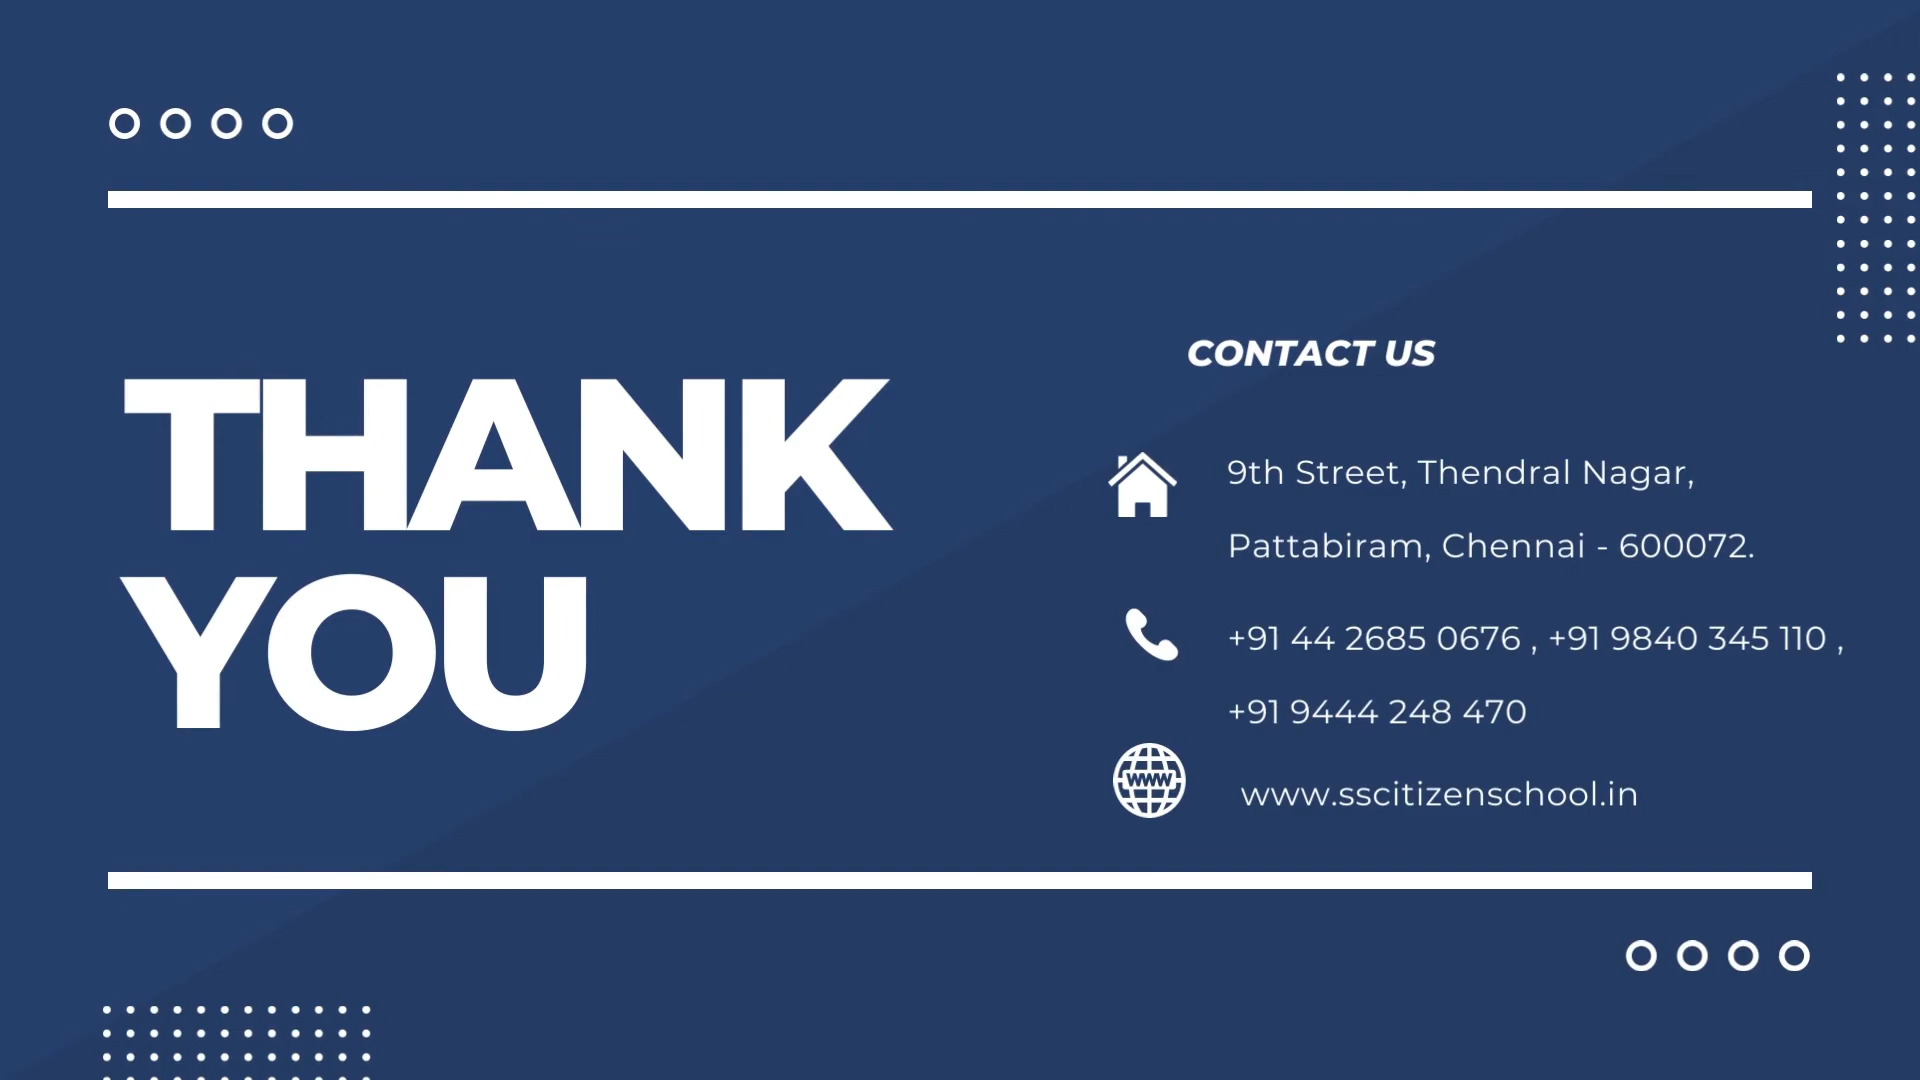 THANK
YOU
CONTACT US
9th Street, Thendral Nagar,
Pattabiram, Chennai - 600072.
+91 44 2685 0676 , +91 9840 345 110 ,
+91 9444 248 470
WWW
www.sscitizenschool.in